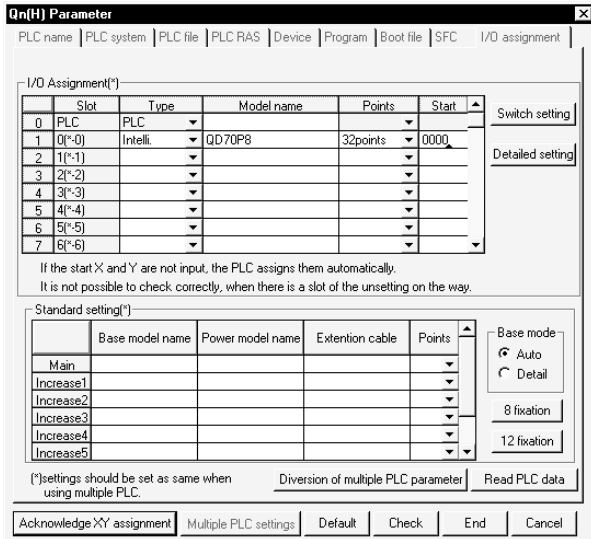 Qn(H) Parameter
PLC name PLC system PLC file PLC RAS Device Program Boot file SFC I/O assignment
I/O Assignment(*)
Slot Type Model name Points Start
0 PLC PLC
1 0(*-0) Intelli. QD70P8 32points 0000
2 1(*-1)
3 2(*-2)
4 3(*-3)
5 4(*-4)
6 5(*-5)
7 6(*-6)
Switch setting
Detailed setting
If the start X and Y are not input, the PLC assigns them automatically.
It is not possible to check correctly, when there is a slot of the unsetting on the way.
Standard setting(*)
Base model name Power model name Extention cable Points
Main
Increase1
Increase2
Increase3
Increase4
Increase5
Base mode
Auto
Detail
8 fixation
12 fixation
(*)settings should be set as same when
using multiple PLC.
Diversion of multiple PLC parameter Read PLC data
Acknowledge XY assignment Multiple PLC settings Default Check End Cancel